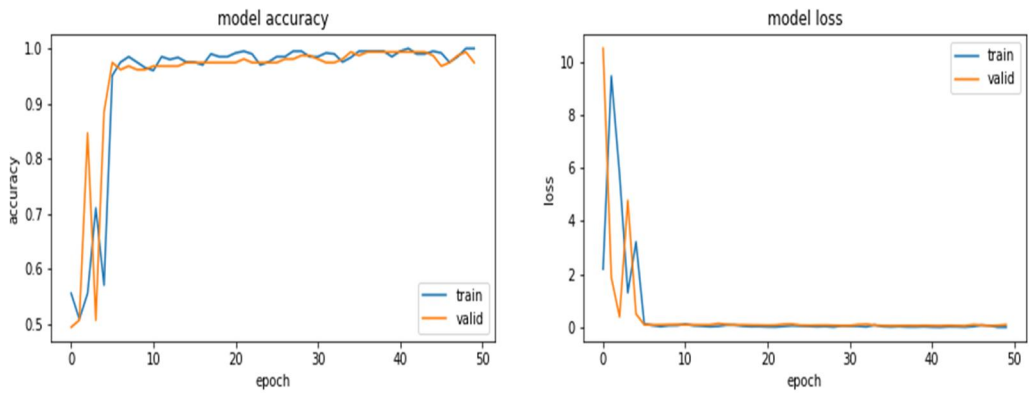 model accuracy
1.0
0.9
0.8
0.7
0.6
0.5
accuracy
train
valid
0 10 20 30 40 50
epoch
model loss
10
8
6
4
2
0
loss
train
valid
0 10 20 30 40 50
epoch